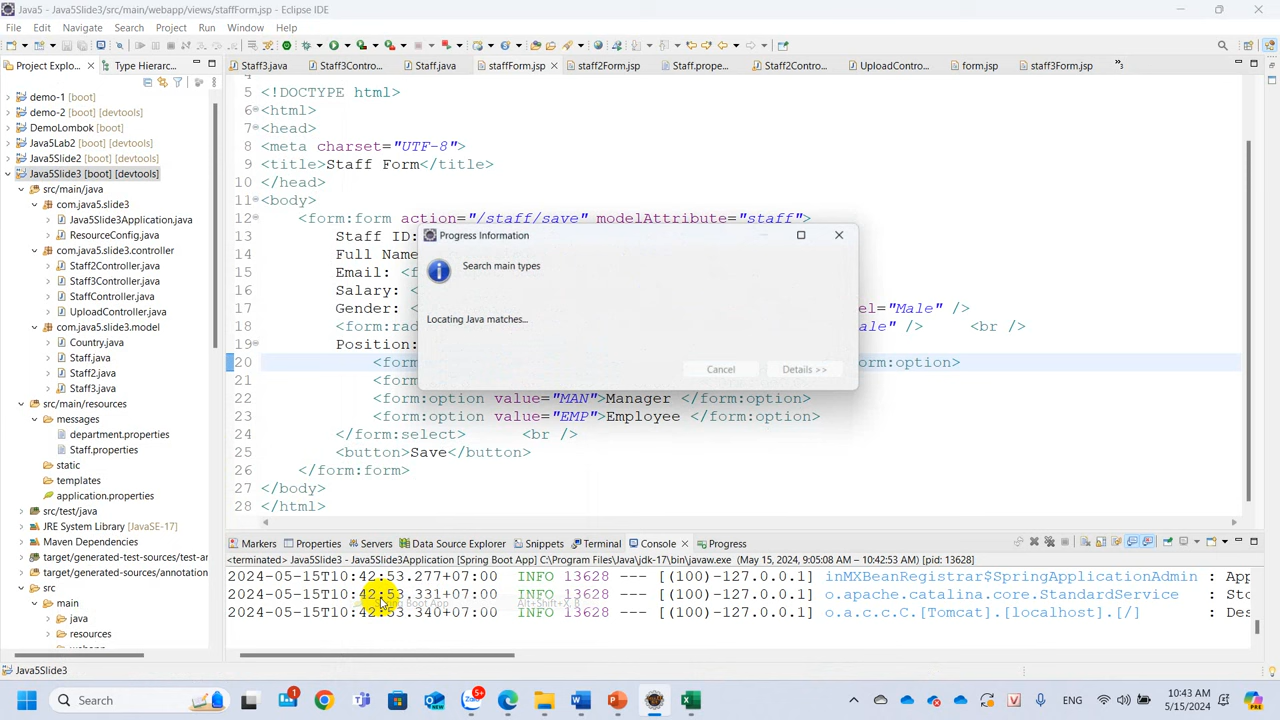 Java5 - Java5Slide3/src/main/webapp/views/staffForm.jsp - Eclipse IDE
File Edit Navigate Search Project Run Window Help
Project Explo... Type Hierarc...
Staff3.java Staff3Contro... Staff.java staffForm.jsp staff2Form.jsp Staff.prope... Staff2Contro... UploadContro... form.jsp staff3Form.jsp
demo-1 [boot]
demo-2 [boot] [devtools]
DemoLombok [boot]
Java5Lab2 [boot] [devtools]
Java5Slide2 [boot] [devtools]
Java5Slide3 [boot] [devtools]
src/main/java
com.java5.slide3
Java5Slide3Application.java
ResourceConfig.java
com.java5.slide3.controller
Staff2Controller.java
Staff3Controller.java
StaffController.java
UploadController.java
com.java5.slide3.model
Country.java
Staff.java
Staff2.java
Staff3.java
src/main/resources
messages
department.properties
Staff.properties
static
templates
application.properties
src/test/java
JRE System Library [JavaSE-17]
Maven Dependencies
target/generated-test-sources/test-ar
target/generated-sources/annotation
src
main
java
resources
5 <!DOCTYPE html>
6 <html>
7 <head>
8 <meta charset="UTF-8">
9 <title>Staff Form</title>
10 </head>
11 <body>
12 <form:form action="/staff/save" modelAttribute="staff">
13 Staff ID:
14 Full Name
15 Email: <f
16 Salary: <
17 Gender: < el="Male" />
18 <form:rad ale" /> <br />
19 Position:
20 <form orm:option>
21 <form
22 <form:option value="MAN">Manager </form:option>
23 <form:option value="EMP">Employee </form:option>
24 </form:select> <br />
25 <button>Save</button>
26 </form:form>
27 </body>
28 </html>
Progress Information
Search main types
Locating Java matches...
Cancel Details >>
Markers Properties Servers Data Source Explorer Snippets Terminal Console Progress
<terminated> Java5Slide3 - Java5Slide3Application [Spring Boot App] C:\Program Files\Java\jdk-17\bin\javaw.exe (May 15, 2024, 9:05:08 AM – 10:42:53 AM) [pid: 13628]
2024-05-15T10:42:53.277+07:00 INFO 13628 --- [(100)-127.0.0.1] inMXBeanRegistrar$SpringApplicationAdmin : App
2024-05-15T10:42:53.331+07:00 INFO 13628 --- [(100)-127.0.0.1] o.apache.catalina.core.StandardService : Sto
2024-05-15T10:42:53.340+07:00 INFO 13628 --- [(100)-127.0.0.1] o.a.c.c.C.[Tomcat].[localhost].[/] : De
Java5Slide3
Search
1
5+
ENG
0:43 AM
5/15/2024